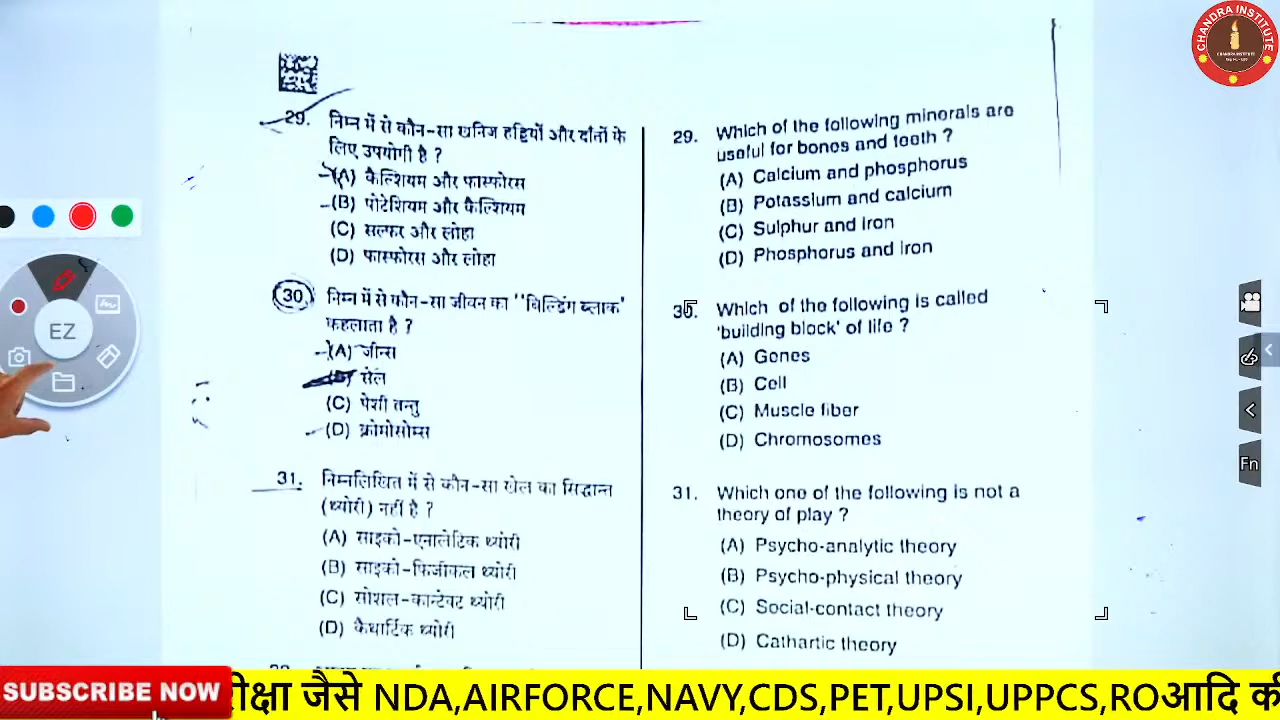 CHANDRA INSTITUTE
29. निम्न में से कौन-सा खनिज हड्डियों और दाँतों के
लिए उपयोगी है ?
(A) कैल्शियम और फास्फोरस
(B) पोटेशियम और कैल्शियम
(C) सल्फर और लोहा
(D) फास्फोरस और लोहा
30. निम्न में से कौन-सा जीवन का ''बिल्डिंग ब्लाक'
कहलाता है ?
(A) जीन्स
(B) सेल
(C) पेशी तन्तु
(D) क्रोमोसोम्स
31. निम्नलिखित में से कौन-सा खेल का सिद्धान्त
(थ्योरी) नहीं है ?
(A) साइको-एनालेटिक थ्योरी
(B) साइको-फिजीकल थ्योरी
(C) सोशल-कान्टेक्ट थ्योरी
(D) कैथार्टिक थ्योरी
29. Which of the following minerals are
useful for bones and teeth ?
(A) Calcium and phosphorus
(B) Potassium and calcium
(C) Sulphur and iron
(D) Phosphorus and iron
30. Which of the following is called
'building block' of life ?
(A) Genes
(B) Cell
(C) Muscle fiber
(D) Chromosomes
31. Which one of the following is not a
theory of play ?
(A) Psycho-analytic theory
(B) Psycho-physical theory
(C) Social-contact theory
(D) Cathartic theory
EZ
Fn
SUBSCRIBE NOW
रीक्षा जैसे NDA,AIRFORCE,NAVY,CDS,PET,UPSI,UPPCS,ROआदि की